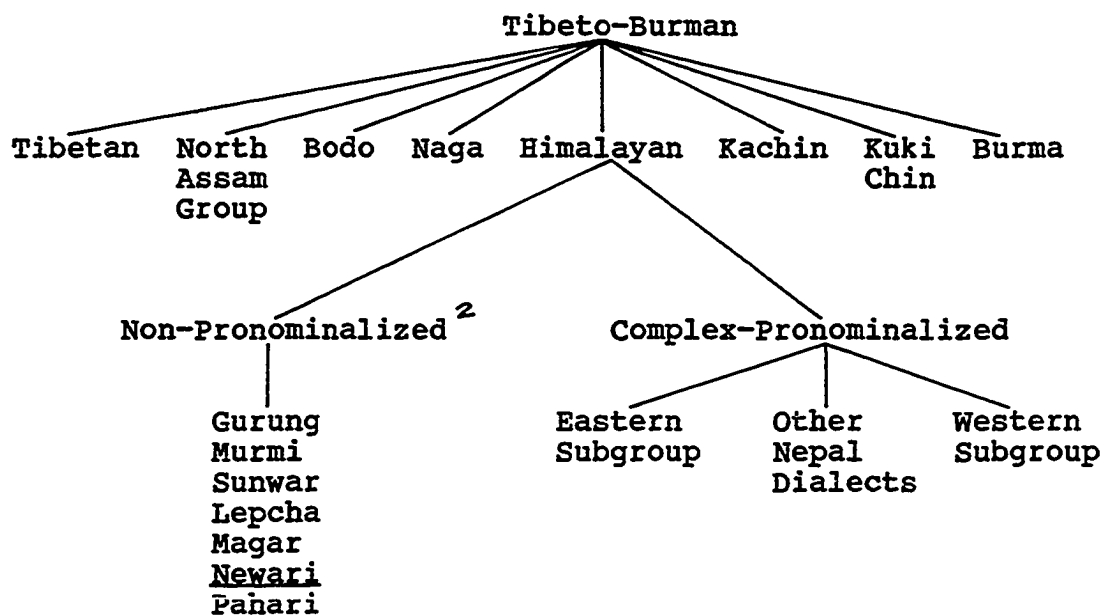 Tibeto-Burman
Tibetan North Bodo Naga Himalayan Kachin Kuki Burma
Assam Chin
Group
Non-Pronominalized 2 Complex-Pronominalized
Gurung Eastern Other Western
Murmi Subgroup Nepal Subgroup
Sunwar Dialects
Lepcha
Magar
Newari
Pahari